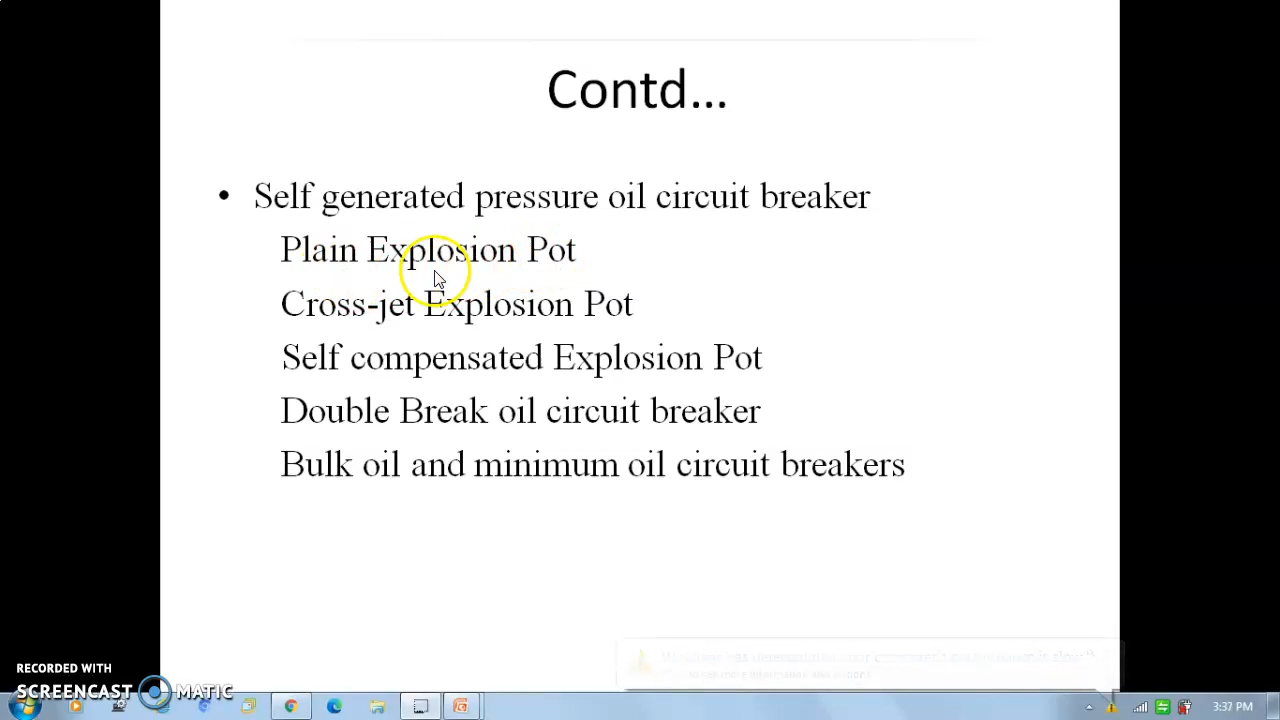 Contd...
• Self generated pressure oil circuit breaker
Plain Explosion Pot
Cross-jet Explosion Pot
Self compensated Explosion Pot
Double Break oil circuit breaker
Bulk oil and minimum oil circuit breakers
RECORDED WITH
SCREENCAST MATIC
3:37 PM